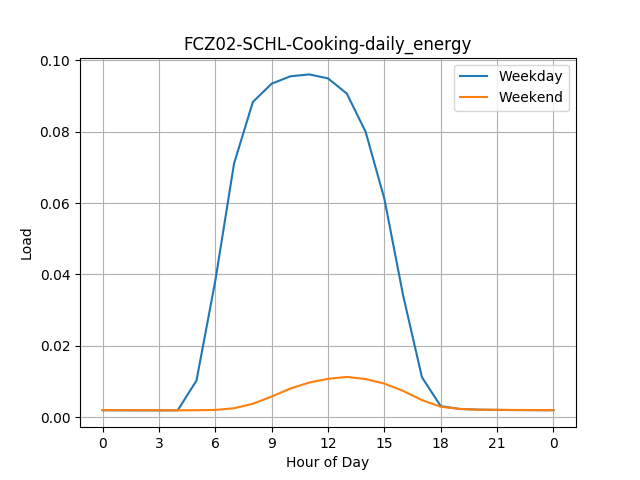 FCZ02-SCHL-Cooking-daily_energy
Weekday
Weekend
Load
0.10
0.08
0.06
0.04
0.02
0.00
0 3 6 9 12 15 18 21 0
Hour of Day